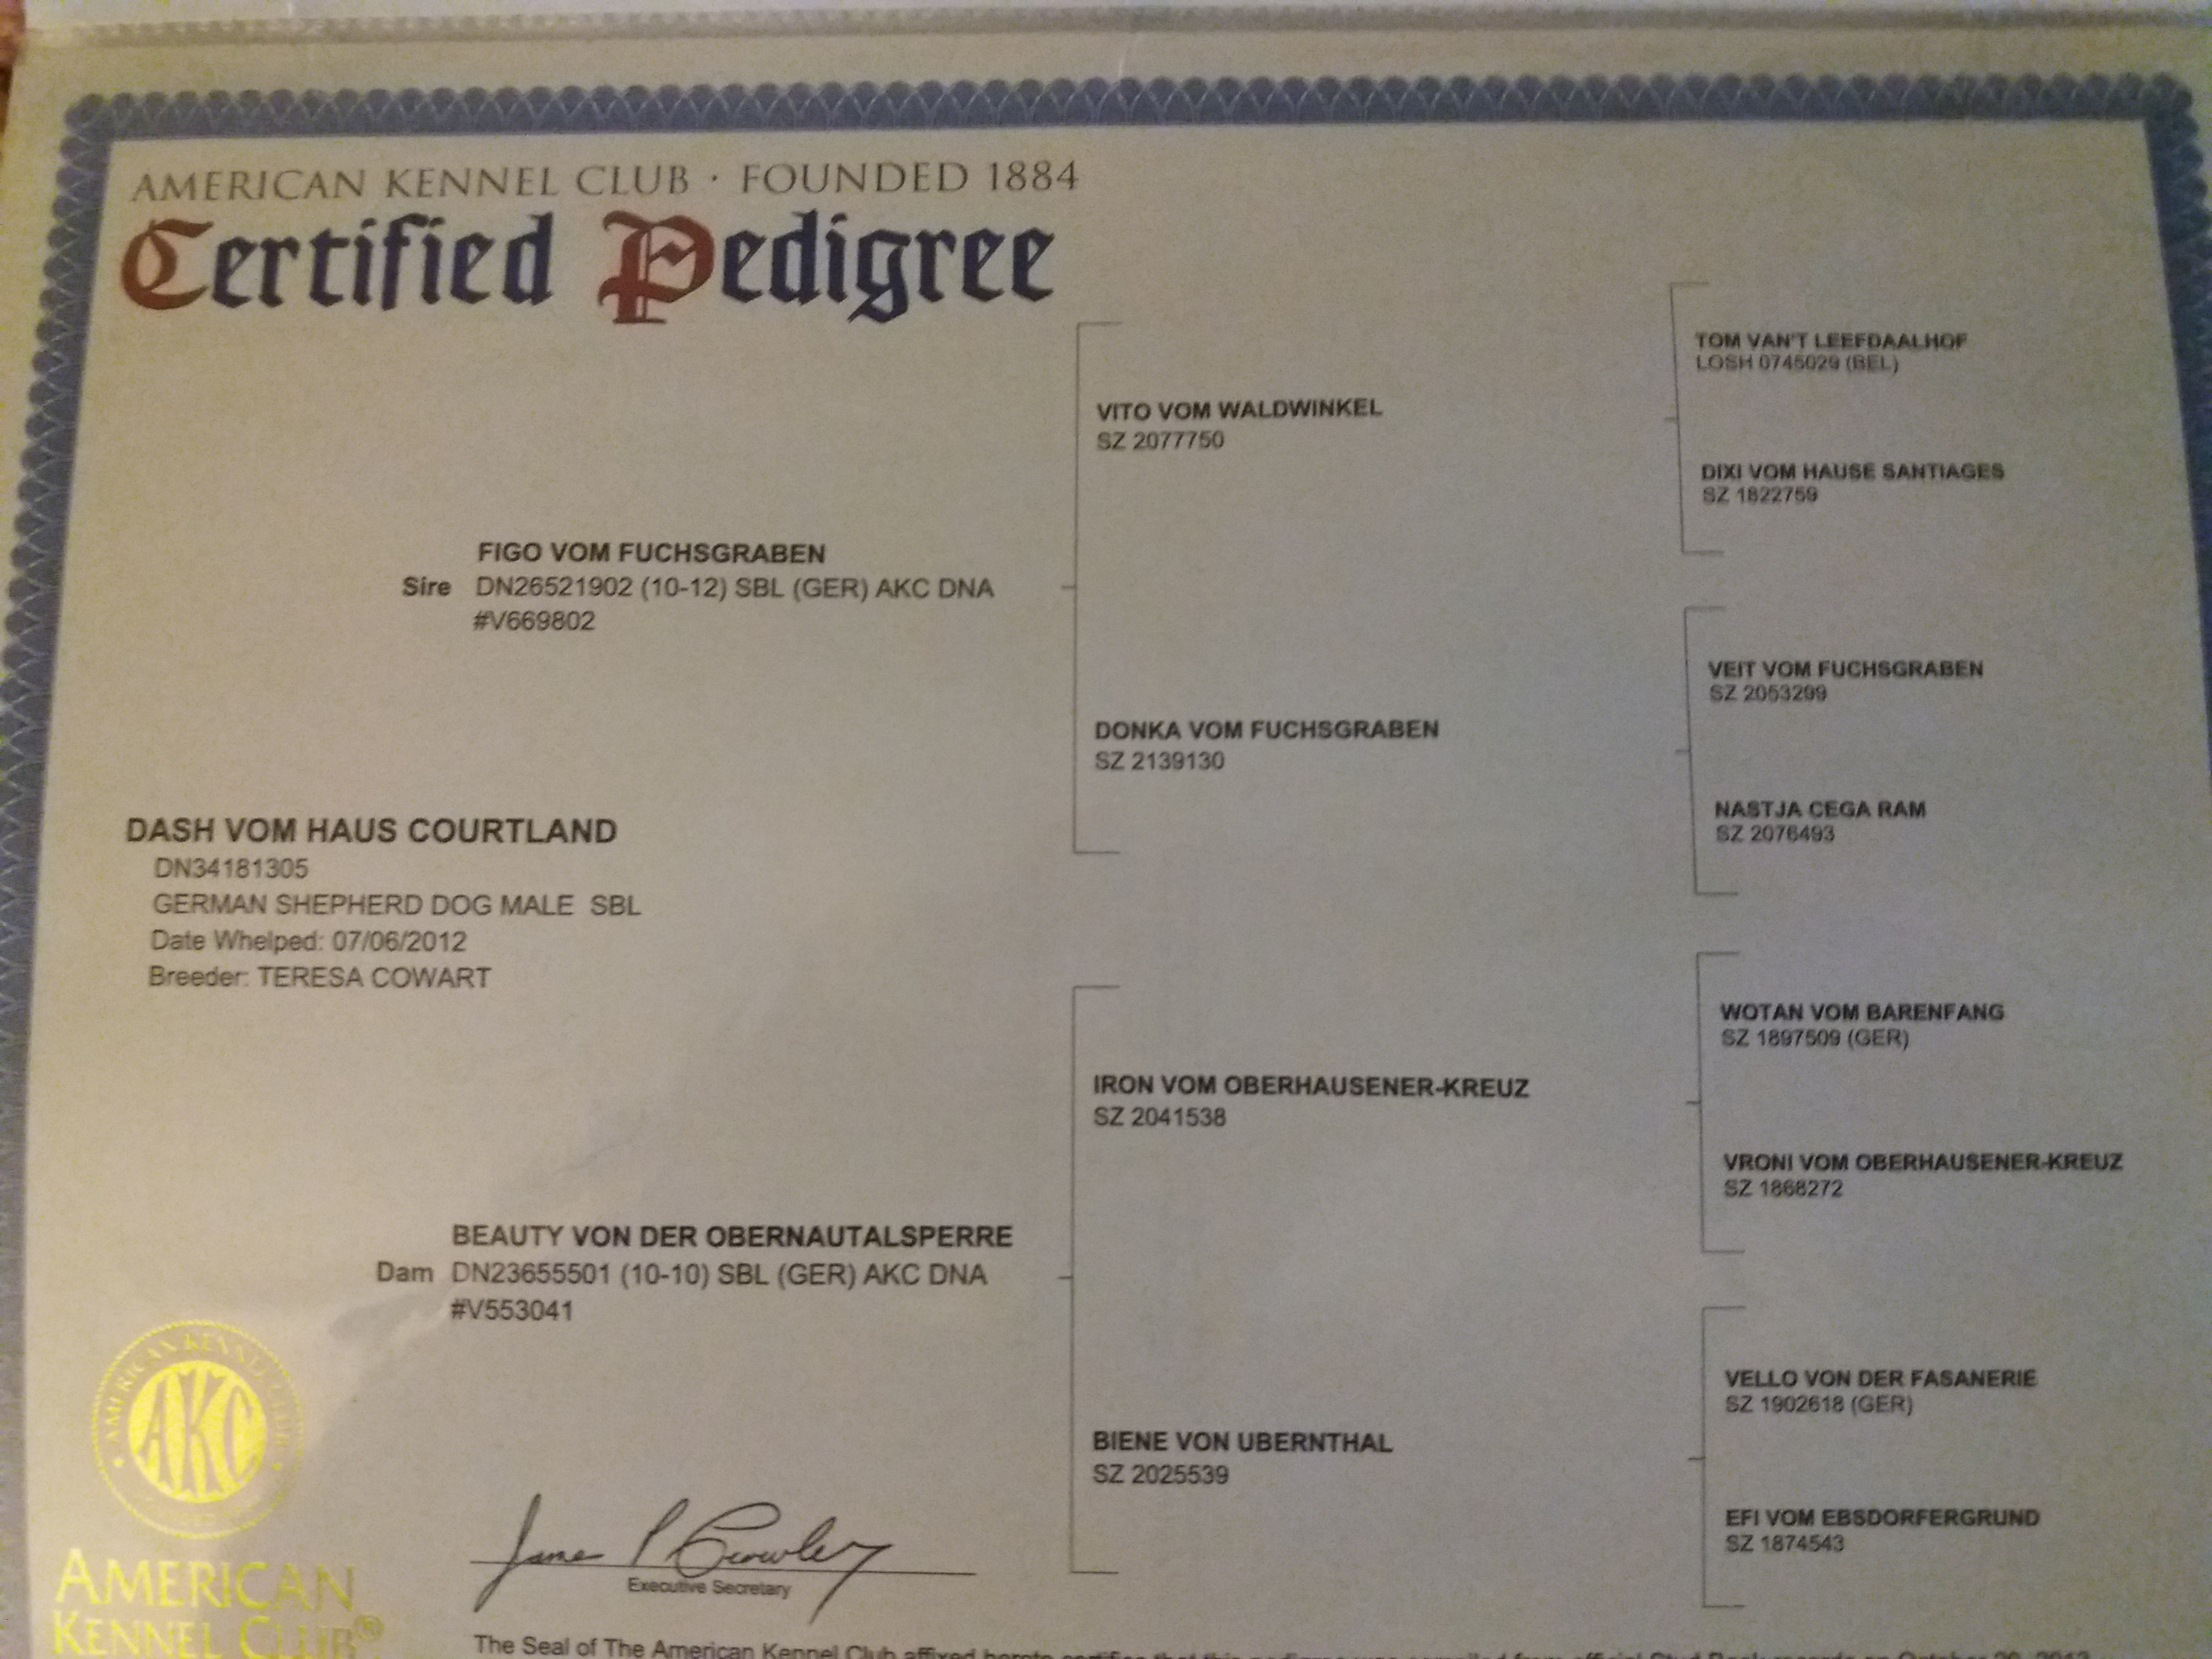 AMERICAN KENNEL CLUB · FOUNDED 1884
Certified Pedigree
TOM VAN'T LEEFDAALHOF
LOSH 0745029 (BEL)
VITO VOM WALDWINKEL
SZ 2077750
DIXI VOM HAUSE SANTIAGES
SZ 1822759
FIGO VOM FUCHSGRABEN
Sire DN26521902 (10-12) SBL (GER) AKC DNA
#V669802
VEIT VOM FUCHSGRABEN
SZ 2053299
DONKA VOM FUCHSGRABEN
SZ 2139130
NASTJA CEGA RAM
SZ 2076493
DASH VOM HAUS COURTLAND
DN34181305
GERMAN SHEPHERD DOG MALE SBL
Date Whelped: 07/06/2012
Breeder: TERESA COWART
WOTAN VOM BARENFANG
SZ 1897509 (GER)
IRON VOM OBERHAUSENER-KREUZ
SZ 2041538
VRONI VOM OBERHAUSENER-KREUZ
SZ 1868272
BEAUTY VON DER OBERNAUTALSPERRE
Dam DN23655501 (10-10) SBL (GER) AKC DNA
#V553041
VELLO VON DER FASANERIE
SZ 1902618 (GER)
BIENE VON UBERNTHAL
SZ 2025539
EFI VOM EBSDORFERGRUND
SZ 1874543
AMERICAN KENNEL CLUB
AKC
AMERICAN
KENNEL CLUB®
James P Crowley
Executive Secretary
The Seal of The American Kennel Club affixed hereto certifies that this pedigree was compiled from official Stud Book records on October